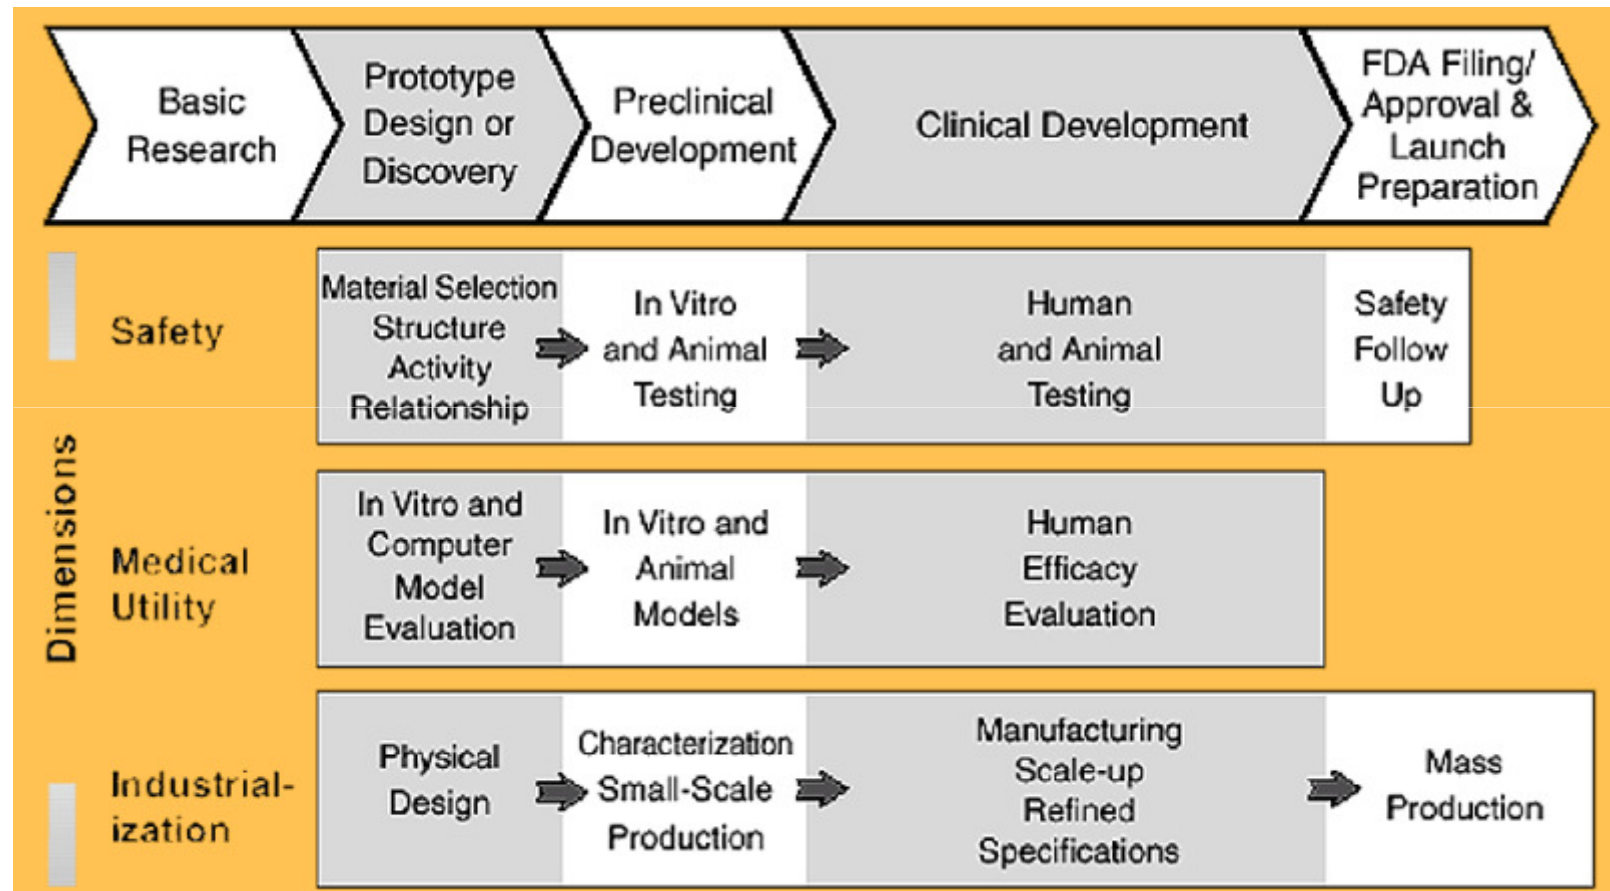 Basic
Research
Prototype
Design or
Discovery
Preclinical
Development
Clinical Development
FDA Filing/
Approval &
Launch
Preparation
Dimensions
Safety
Material Selection
Structure
Activity
Relationship
In Vitro
and Animal
Testing
Human
and Animal
Testing
Safety
Follow
Up
Medical
Utility
In Vitro and
Computer
Model
Evaluation
In Vitro and
Animal
Models
Human
Efficacy
Evaluation
Industrial-
ization
Physical
Design
Characterization
Small-Scale
Production
Manufacturing
Scale-up
Refined
Specifications
Mass
Production